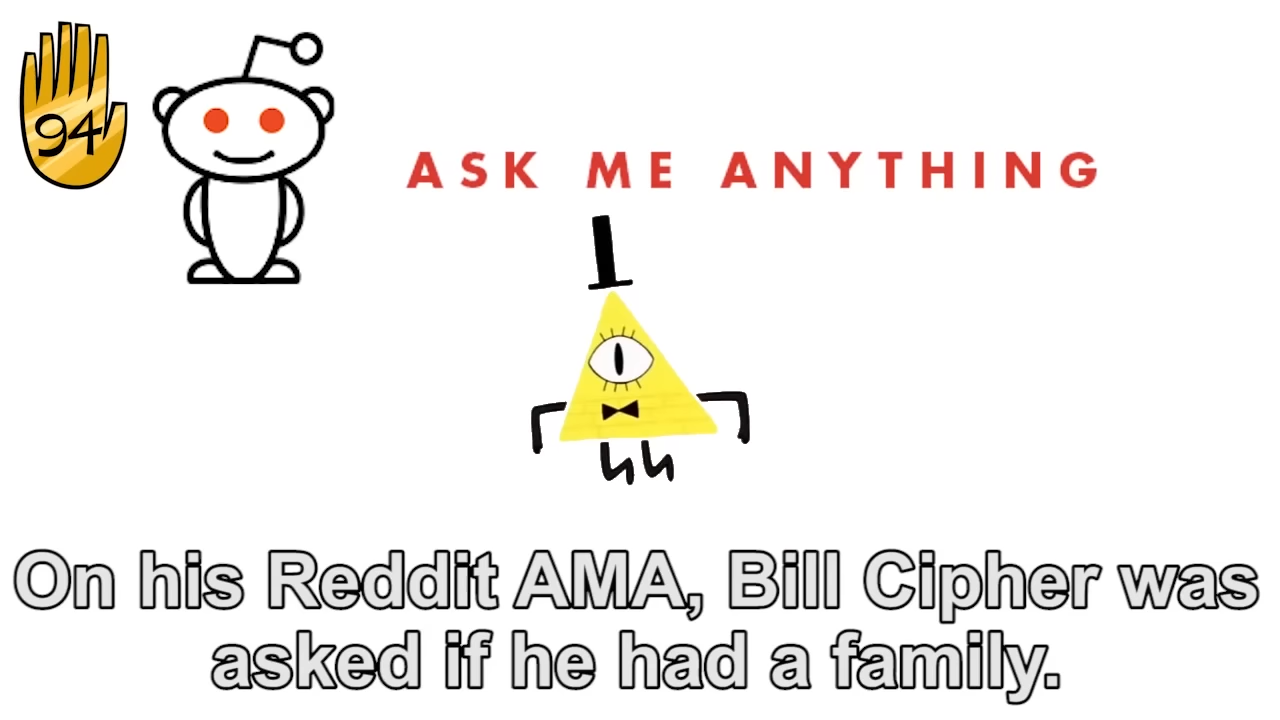 94
ASK ME ANYTHING
On his Reddit AMA, Bill Cipher was
asked if he had a family.